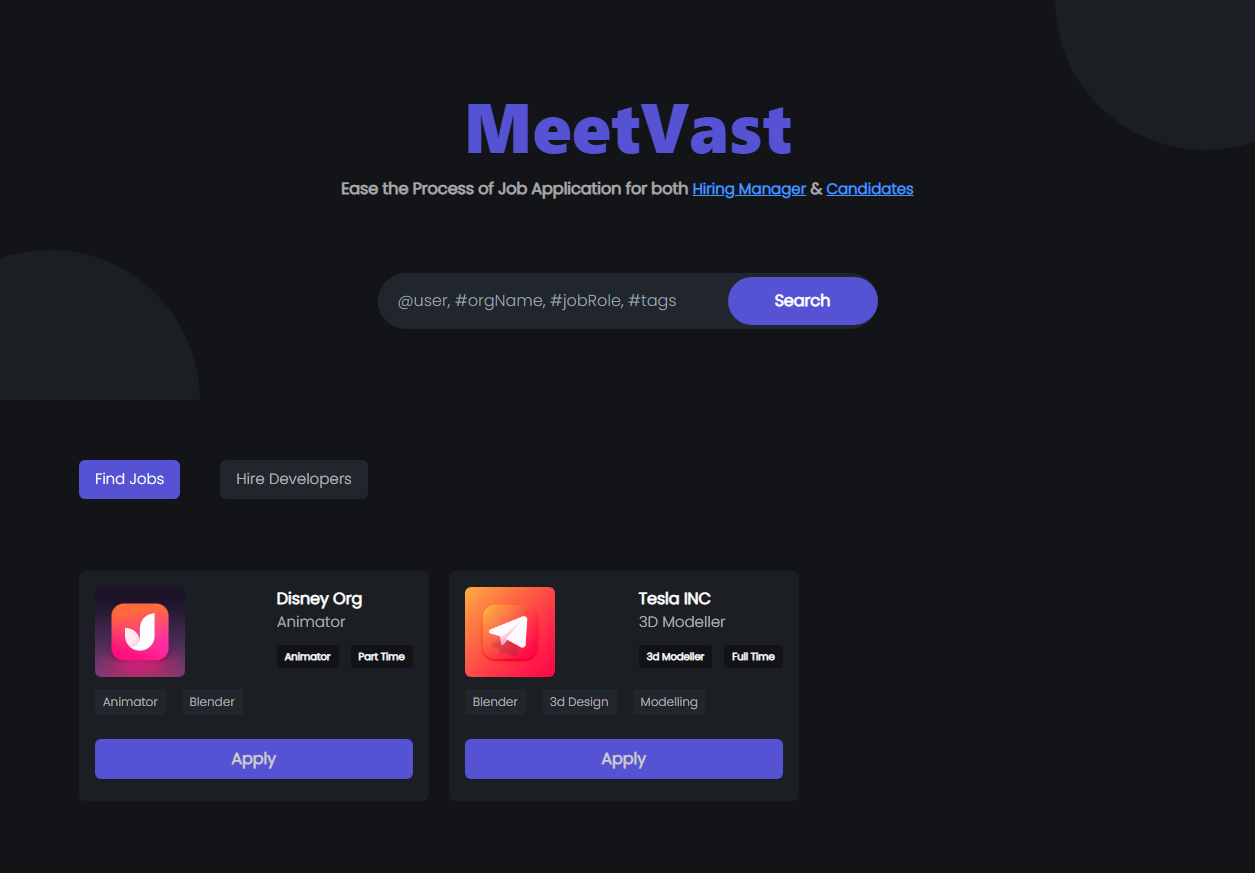 MeetVast
Ease the Process of Job Application for both Hiring Manager & Candidates
@user, #orgName, #jobRole, #tags
Search
Find Jobs
Hire Developers
Disney Org
Animator
Animator
Part Time
Animator
Blender
Apply
Tesla INC
3D Modeller
3d Modeller
Full Time
Blender
3d Design
Modelling
Apply